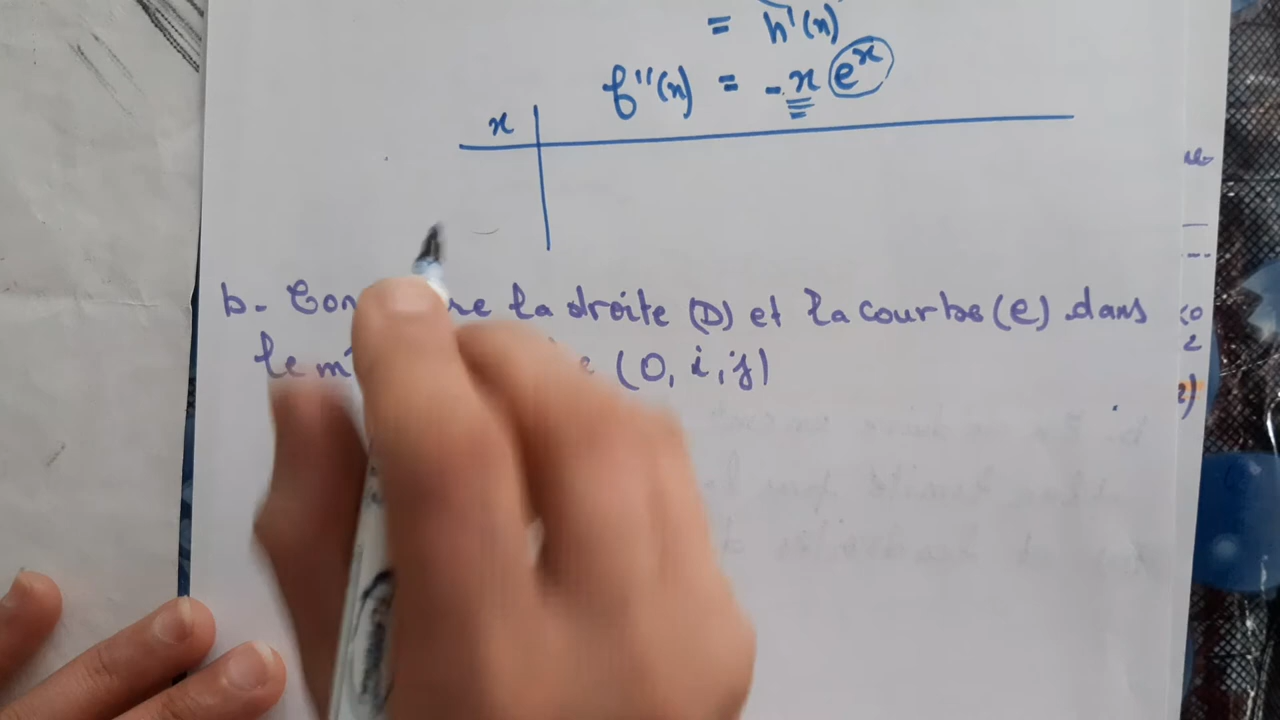 = h'(x)
f''(x) = -x e^x
x
b- Con re la droite (D) et la courbe (e) dans
le m (O, i, j)